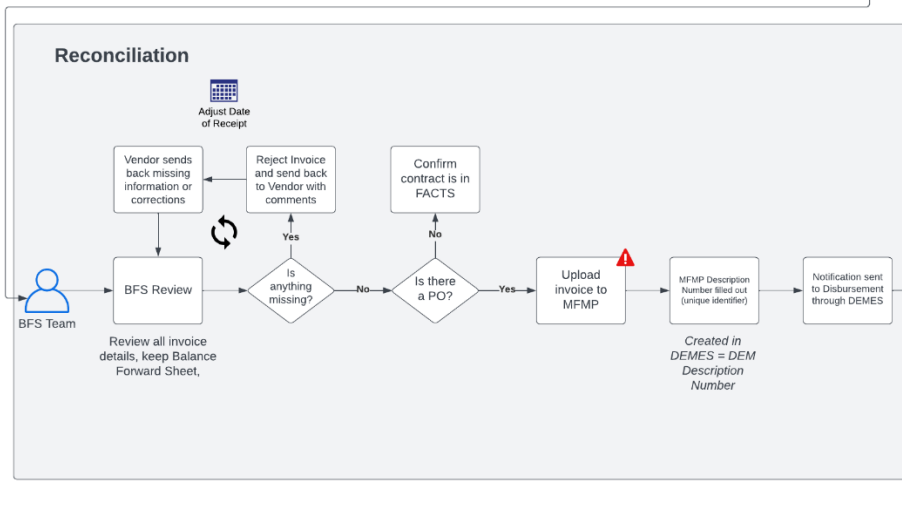 Reconciliation
Adjust Date
of Receipt
Vendor sends
back missing
information or
corrections
Reject Invoice
and send back
to Vendor with
comments
Confirm
contract is in
FACTS
Yes
No
BFS Team
BFS Review
Is
anything
missing?
No
Is there
a PO?
Yes
Upload
invoice to
MFMP
MFMP Description
Number filled out
(unique identifier)
Notification sent
to Disbursement
through DEMES
Review all invoice
details, keep Balance
Forward Sheet,
Created in
DEMES = DEM
Description
Number